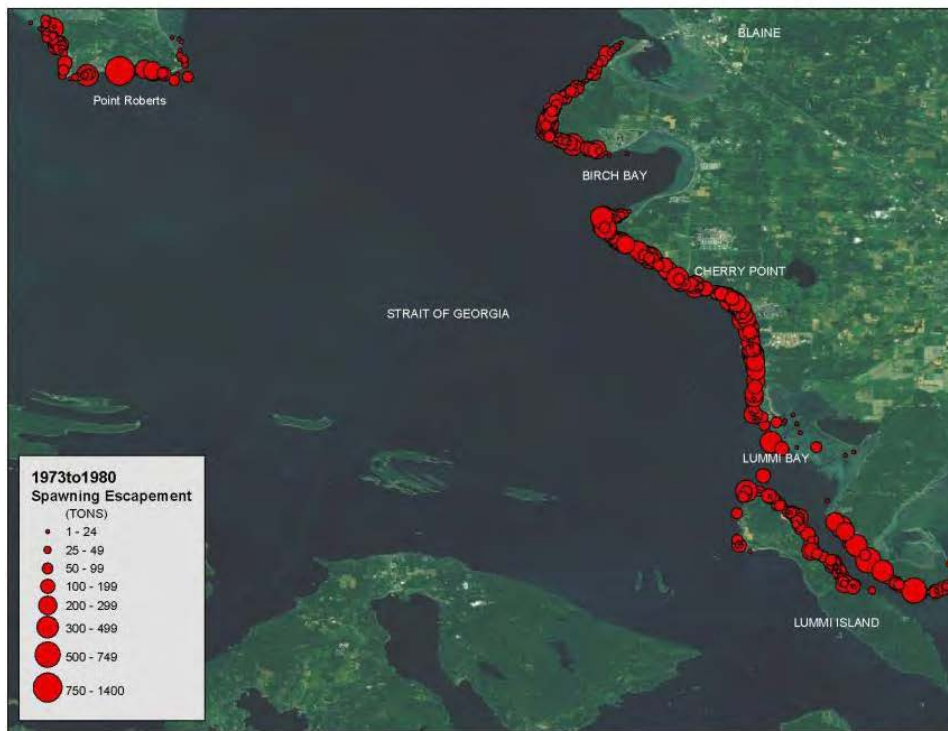 BLAINE
Point Roberts
BIRCH BAY
CHERRY POINT
STRAIT OF GEORGIA
LUMMI BAY
LUMMI ISLAND
1973to1980
Spawning Escapement
(TONS)
1 - 24
25 - 49
50 - 99
100 - 199
200 - 299
300 - 499
500 - 749
750 - 1400